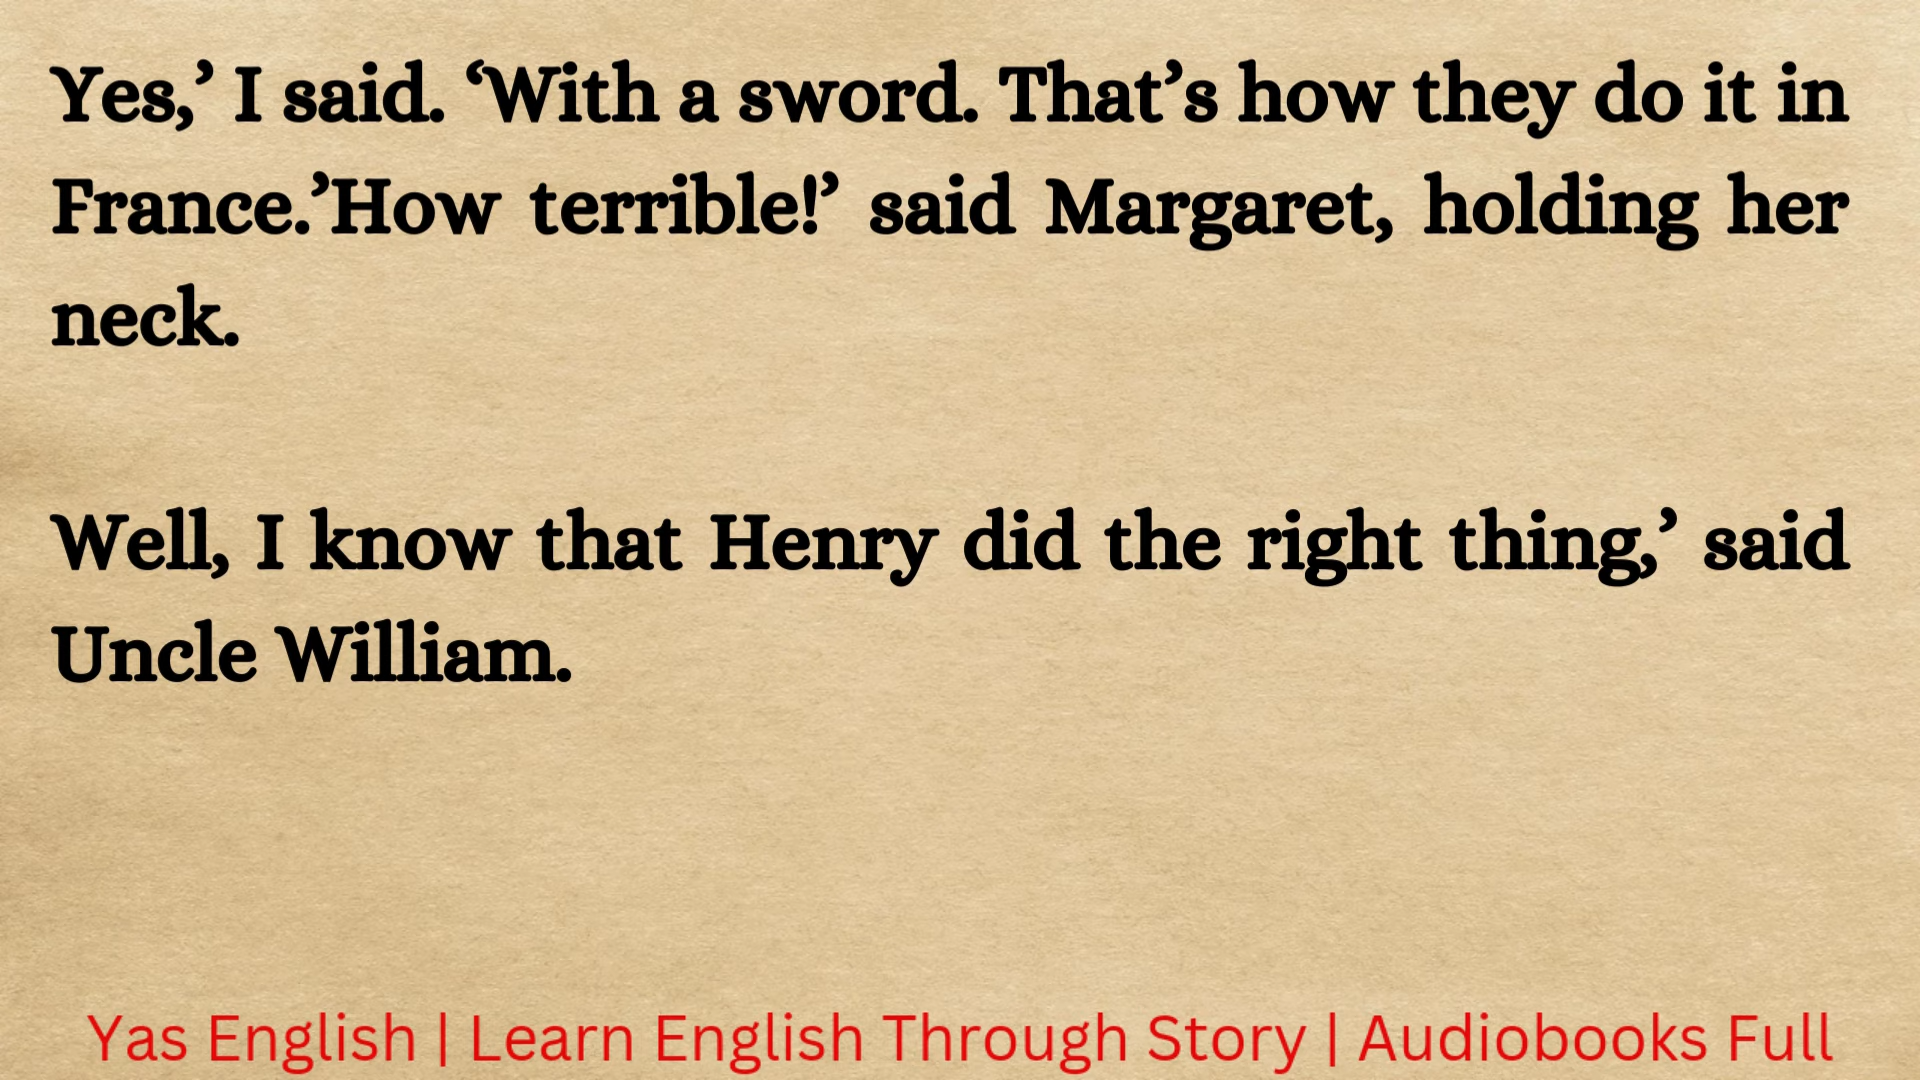 Yes,’ I said. ‘With a sword. That’s how they do it in
France.’How terrible!’ said Margaret, holding her
neck.
Well, I know that Henry did the right thing,’ said
Uncle William.
Yas English | Learn English Through Story | Audiobooks Full